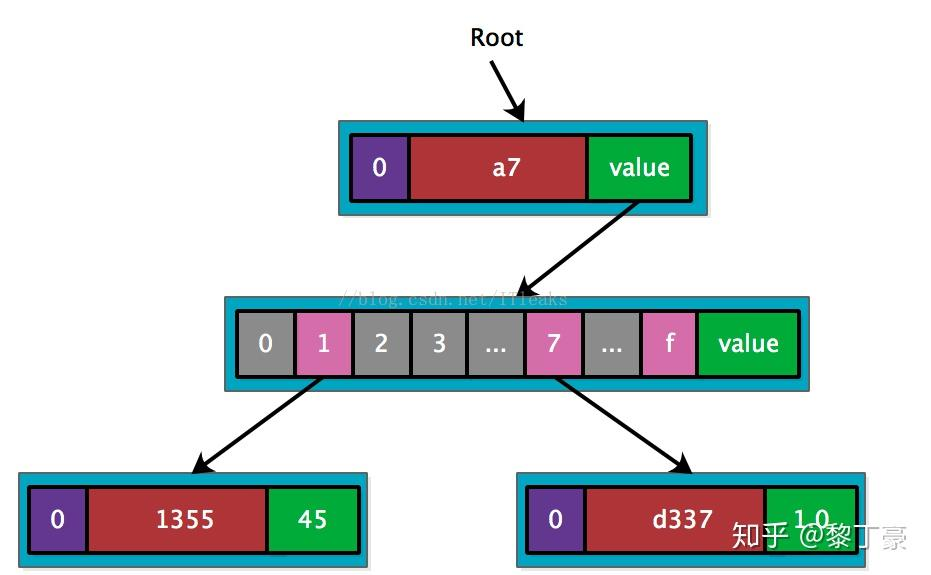 Root
0 a7 value
//blog.csdn.net/ITleaks
0 1 2 3 ... 7 ... f value
0 1355 45
0 d337 1.0
知乎 @黎丁豪